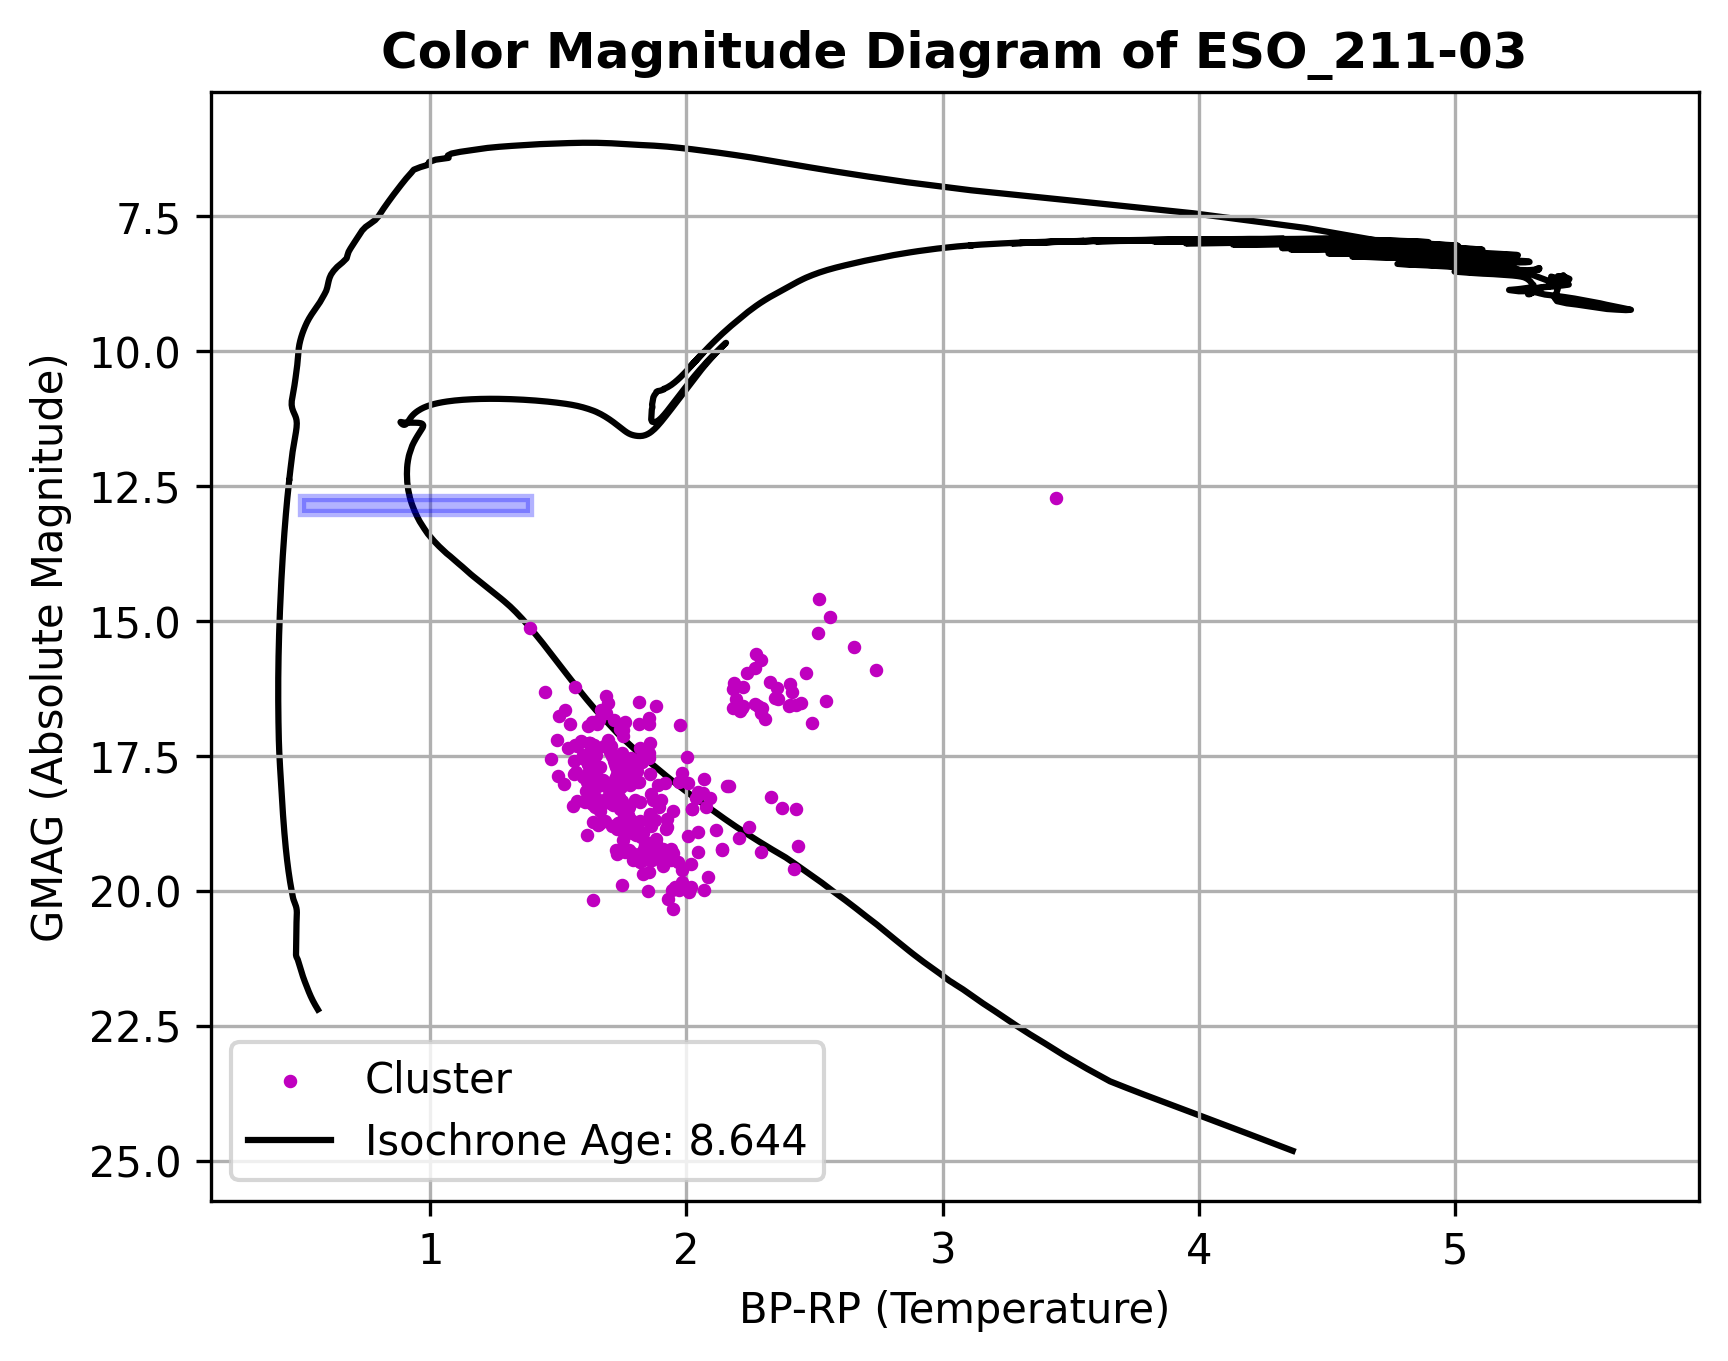 Color Magnitude Diagram of ESO_211-03
GMAG (Absolute Magnitude)
7.5
10.0
12.5
15.0
17.5
20.0
22.5
25.0
Cluster
Isochrone Age: 8.644
1 2 3 4 5
BP-RP (Temperature)